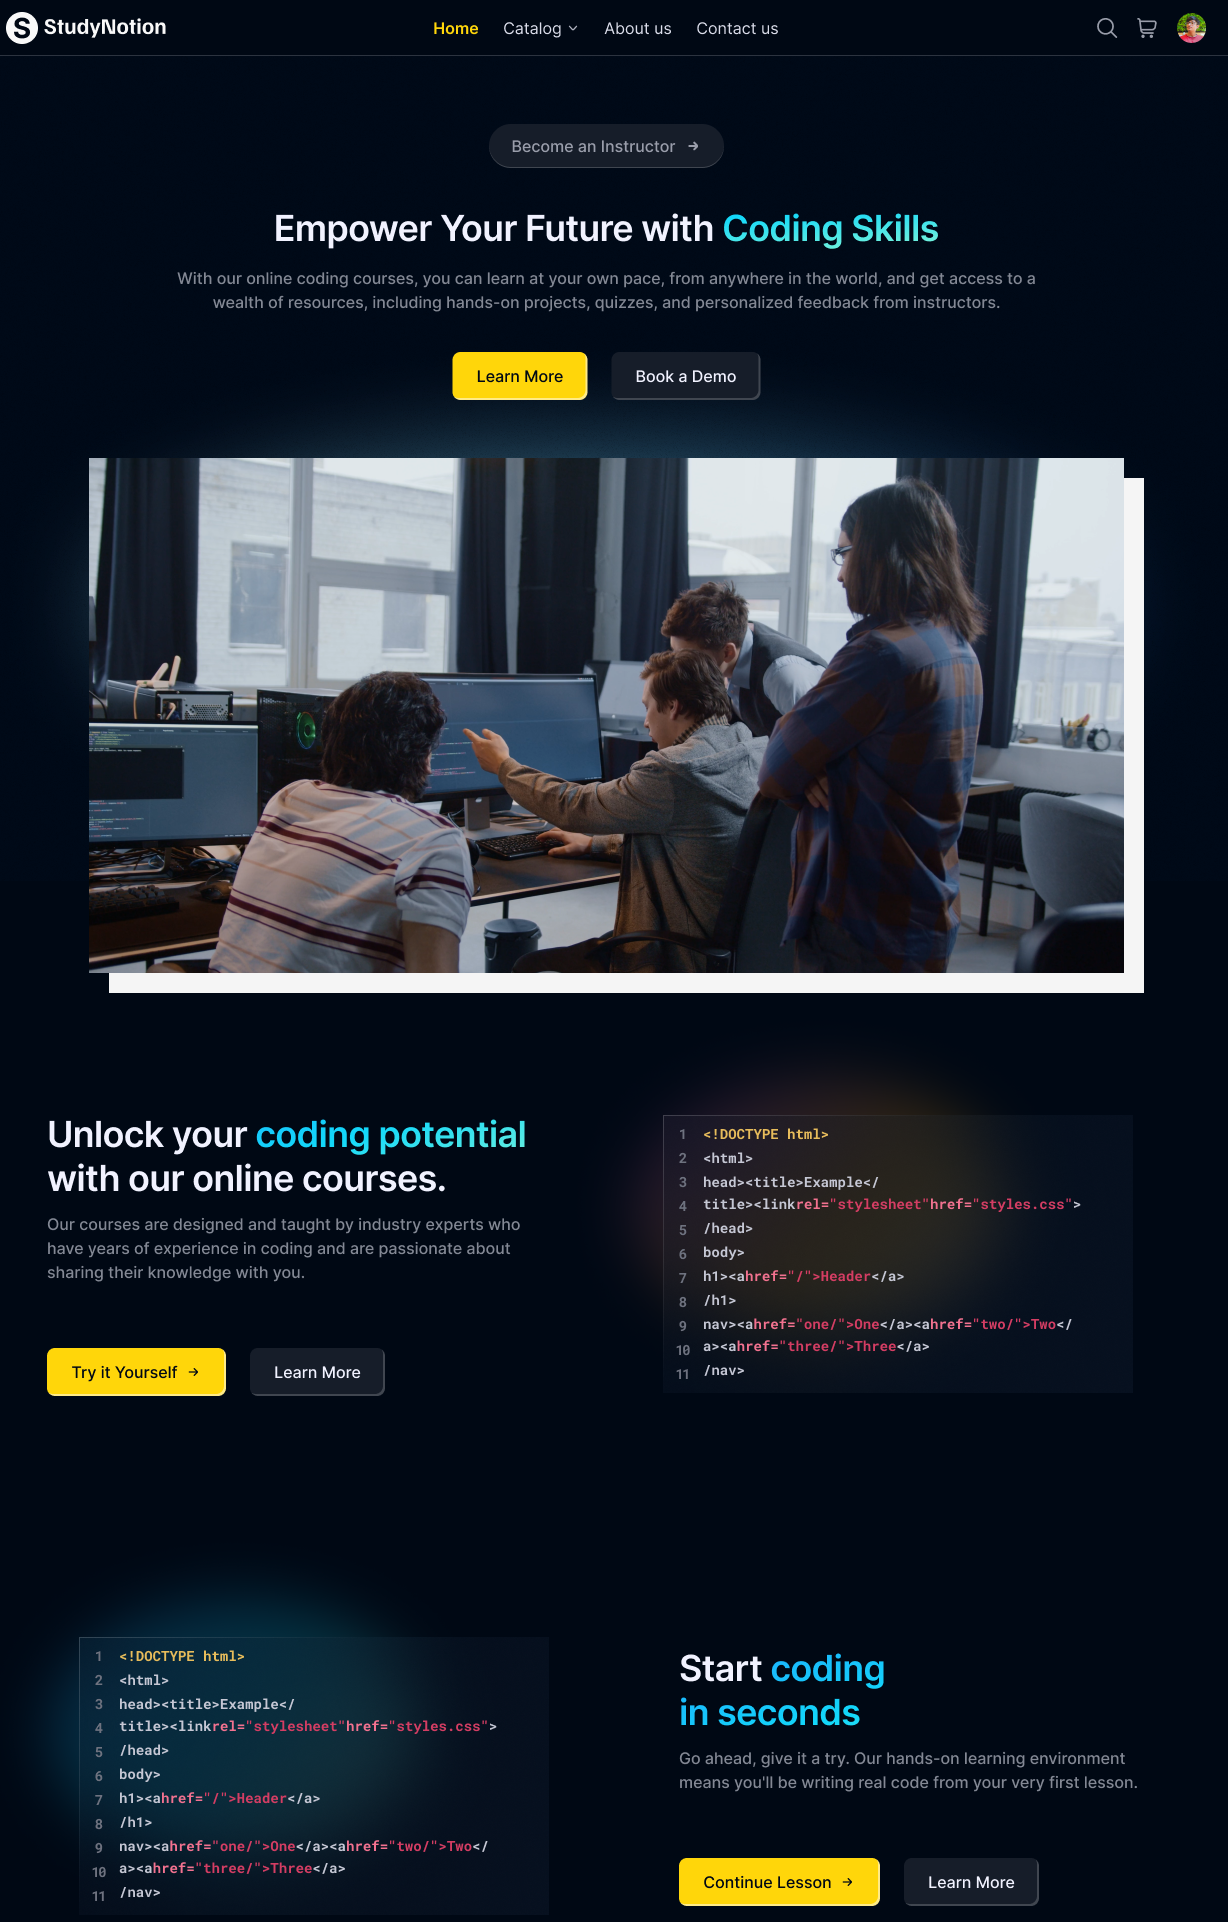 StudyNotion
Home Catalog About us Contact us
Become an Instructor →
Empower Your Future with Coding Skills
With our online coding courses, you can learn at your own pace, from anywhere in the world, and get access to a
wealth of resources, including hands-on projects, quizzes, and personalized feedback from instructors.
Learn More Book a Demo
Unlock your coding potential
with our online courses.
Our courses are designed and taught by industry experts who
have years of experience in coding and are passionate about
sharing their knowledge with you.
Try it Yourself → Learn More
1 <!DOCTYPE html>
2 <html>
3 head><title>Example</
4 title><linkrel="stylesheet"href="styles.css">
5 /head>
6 body>
7 h1><ahref="/">Header</a>
8 /h1>
9 nav><ahref="one/">One</a><ahref="two/">Two</
10 a><ahref="three/">Three</a>
11 /nav>
1 <!DOCTYPE html>
2 <html>
3 head><title>Example</
4 title><linkrel="stylesheet"href="styles.css">
5 /head>
6 body>
7 h1><ahref="/">Header</a>
8 /h1>
9 nav><ahref="one/">One</a><ahref="two/">Two</
10 a><ahref="three/">Three</a>
11 /nav>
Start coding
in seconds
Go ahead, give it a try. Our hands-on learning environment
means you'll be writing real code from your very first lesson.
Continue Lesson → Learn More